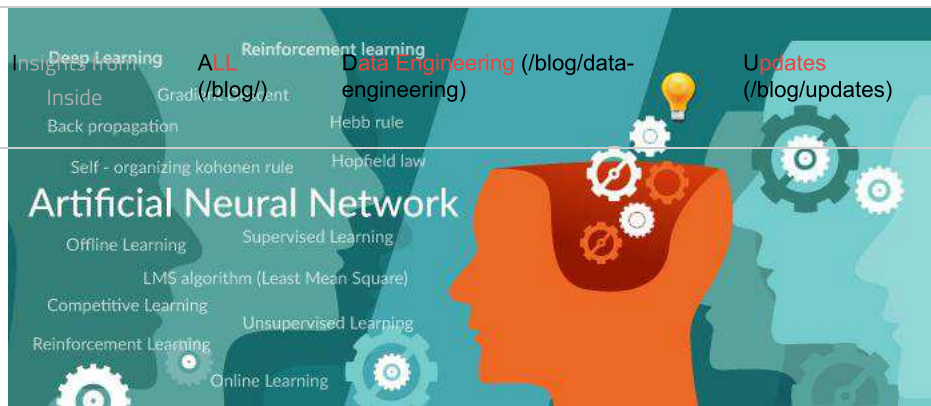 Deep Learning
Reinforcement learning
Insights from
ALL
Data Engineering (/blog/data-
Updates
Inside
(/blog/)
engineering)
(/blog/updates)
Gradient Descent
Back propagation
Hebb rule
Self - organizing kohonen rule
Hopfield law
Artificial Neural Network
Offline Learning
Supervised Learning
LMS algorithm (Least Mean Square)
Competitive Learning
Unsupervised Learning
Reinforcement Learning
Online Learning